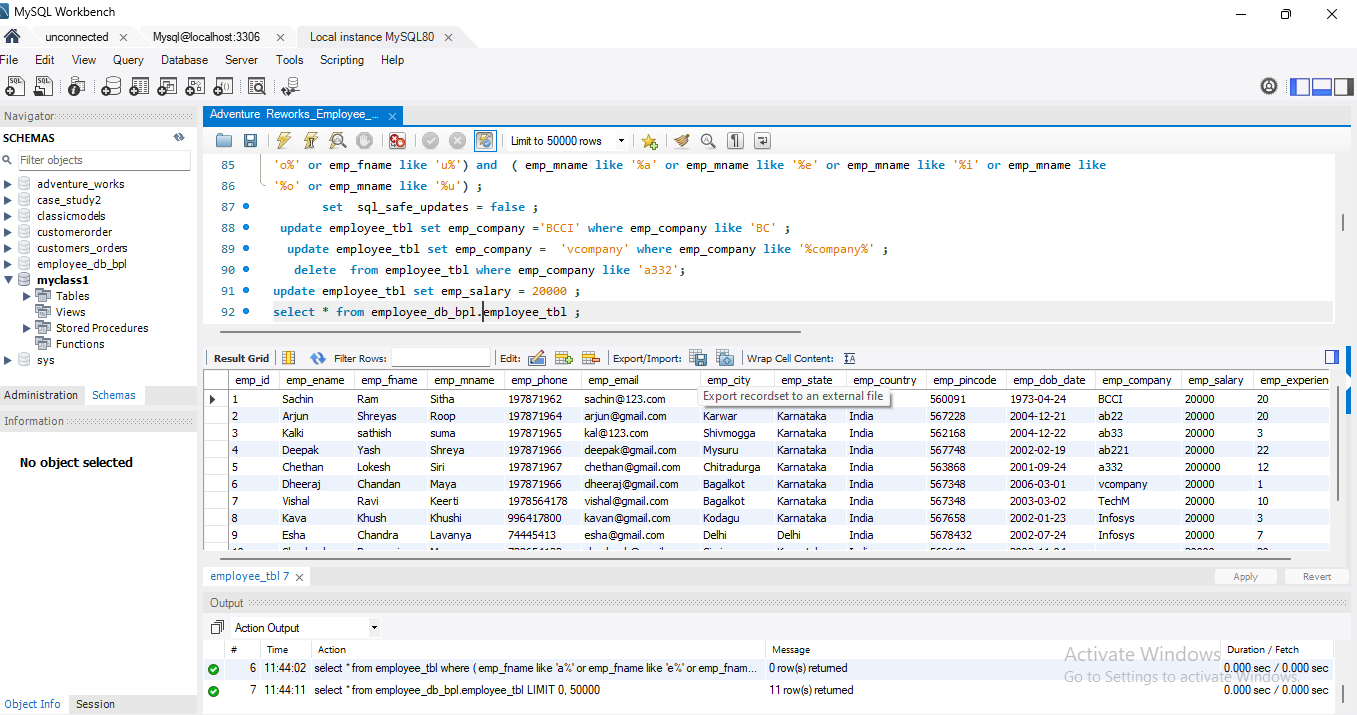 MySQL Workbench
unconnected Mysql@localhost:3306 Local instance MySQL80
File Edit View Query Database Server Tools Scripting Help
Navigator
SCHEMAS
Filter objects
adventure_works
case_study2
classicmodels
customerorder
customers_orders
employee_db_bpl
myclass1
Tables
Views
Stored Procedures
Functions
sys
Administration Schemas
Information
No object selected
Object Info Session
Adventure Reworks_Employee_...
Limit to 50000 rows
85 'o%' or emp_fname like 'u%') and ( emp_mname like '%a' or emp_mname like '%e' or emp_mname like '%i' or emp_mname like
86 '%o' or emp_mname like '%u') ;
87 set sql_safe_updates = false ;
88 update employee_tbl set emp_company ='BCCI' where emp_company like 'BC' ;
89 update employee_tbl set emp_company = 'vcompany' where emp_company like '%company%' ;
90 delete from employee_tbl where emp_company like 'a332';
91 update employee_tbl set emp_salary = 20000 ;
92 select * from employee_db_bpl.employee_tbl ;
Result Grid Filter Rows: Edit: Export/Import: Wrap Cell Content:
emp_id emp_ename emp_fname emp_mname emp_phone emp_email emp_city emp_state emp_country emp_pincode emp_dob_date emp_company emp_salary emp_experien
1 Sachin Ram Sitha 197871962 sachin@123.com 560091 1973-04-24 BCCI 20000 20
Export recordset to an external file
2 Arjun Shreyas Roop 197871964 arjun@gmail.com Karwar Karnataka India 567228 2004-12-21 ab22 20000 20
3 Kalki sathish suma 197871965 kal@123.com Shivmogga Karnataka India 562168 2004-12-22 ab33 20000 3
4 Deepak Yash Shreya 197871966 deepak@gmail.com Mysuru Karnataka India 567748 2002-02-19 ab221 20000 22
5 Chethan Lokesh Siri 197871967 chethan@gmail.com Chitradurga Karnataka India 563868 2001-09-24 a332 200000 12
6 Dheeraj Chandan Maya 197871966 dheeraj@gmail.com Bagalkot Karnataka India 567348 2006-03-01 vcompany 20000 1
7 Vishal Ravi Keerti 1978564178 vishal@gmail.com Bagalkot Karnataka India 567348 2003-03-02 TechM 20000 10
8 Kava Khush Khushi 996417800 kavan@gmail.com Kodagu Karnataka India 567658 2002-01-23 Infosys 20000 3
9 Esha Chandra Lavanya 74445413 esha@gmail.com Delhi Delhi India 5678432 2002-07-24 Infosys 20000 7
employee_tbl 7 Apply Revert
Output
Action Output
# Time Action Message Duration / Fetch
6 11:44:02 select * from employee_tbl where ( emp_fname like 'a%' or emp_fname like 'e%' or emp_fnam... 0 row(s) returned 0.000 sec / 0.000 sec
7 11:44:11 select * from employee_db_bpl.employee_tbl LIMIT 0, 50000 11 row(s) returned 0.000 sec / 0.000 sec
Activate Windows
Go to Settings to activate Windows.